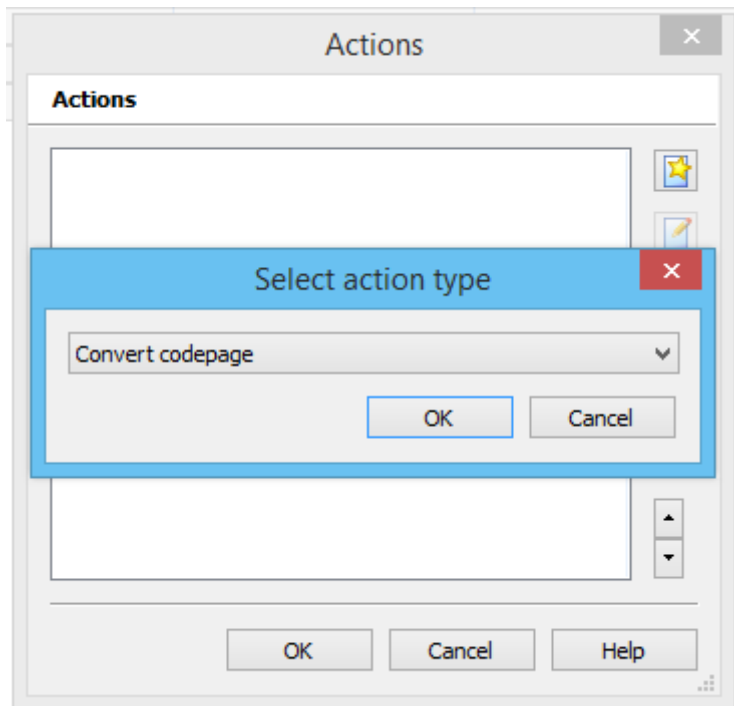 Actions
Actions
Select action type
Convert codepage
OK Cancel
OK Cancel Help